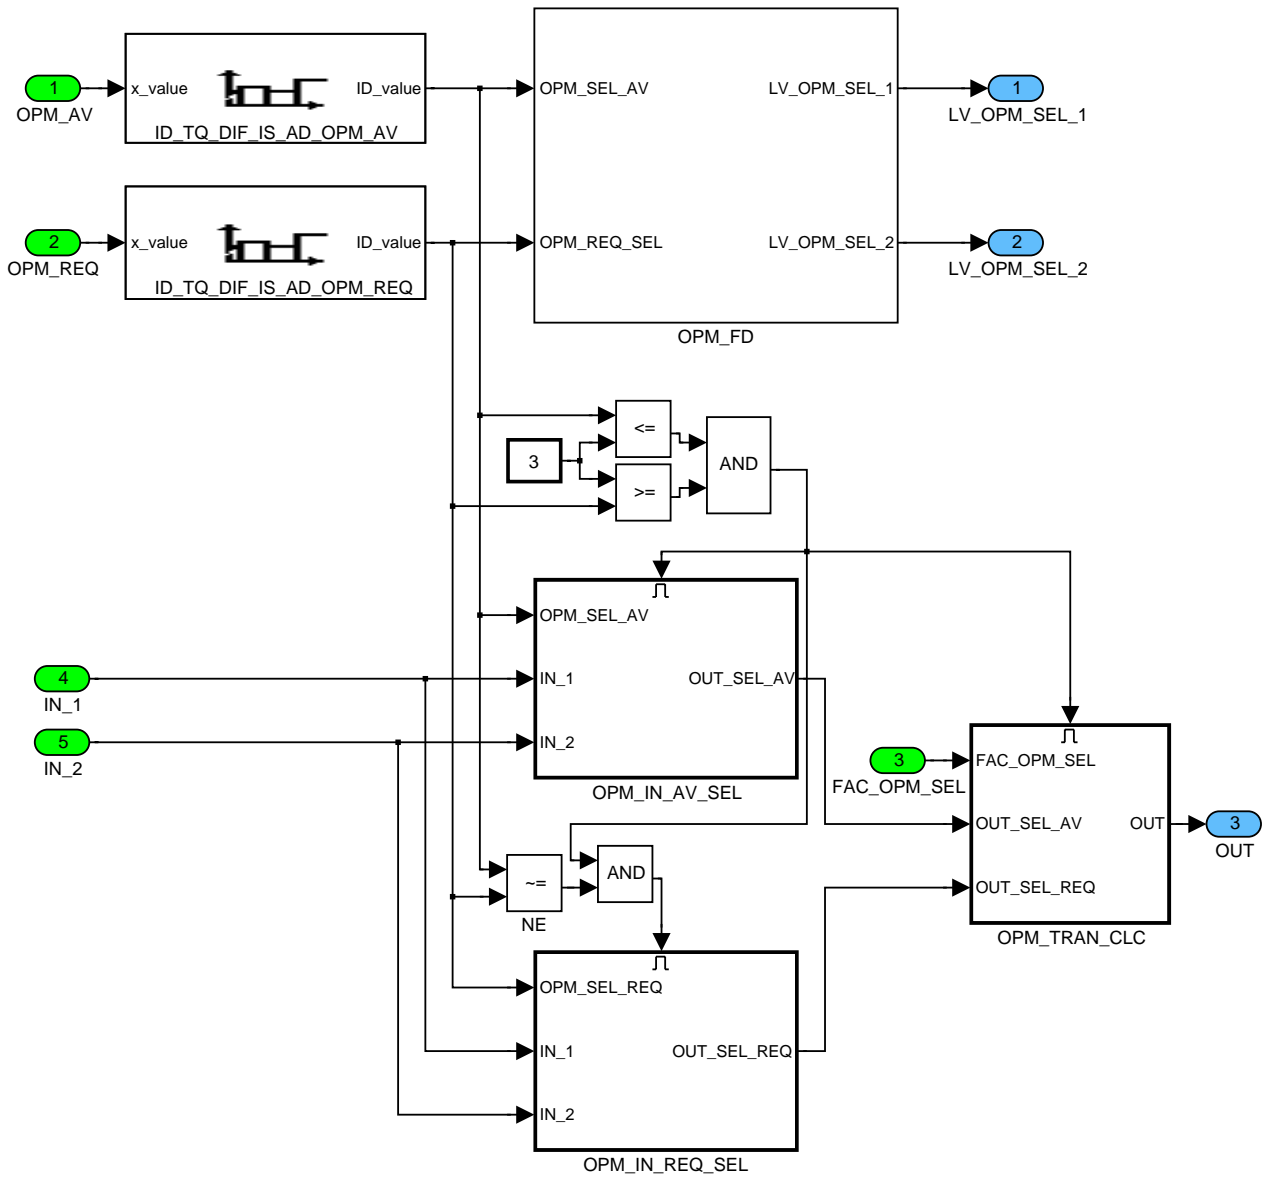 1
OPM_AV
x_value
ID_value
ID_TQ_DIF_IS_AD_OPM_AV
OPM_SEL_AV
LV_OPM_SEL_1
1
LV_OPM_SEL_1
2
OPM_REQ
x_value
ID_value
ID_TQ_DIF_IS_AD_OPM_REQ
OPM_REQ_SEL
LV_OPM_SEL_2
2
LV_OPM_SEL_2
OPM_FD
3
<=
>=
AND
OPM_SEL_AV
4
IN_1
IN_1
OUT_SEL_AV
5
IN_2
IN_2
OPM_IN_AV_SEL
3
FAC_OPM_SEL
FAC_OPM_SEL
OUT_SEL_AV
OUT
3
OUT
OUT_SEL_REQ
OPM_TRAN_CLC
~=
NE
AND
OPM_SEL_REQ
IN_1
OUT_SEL_REQ
IN_2
OPM_IN_REQ_SEL